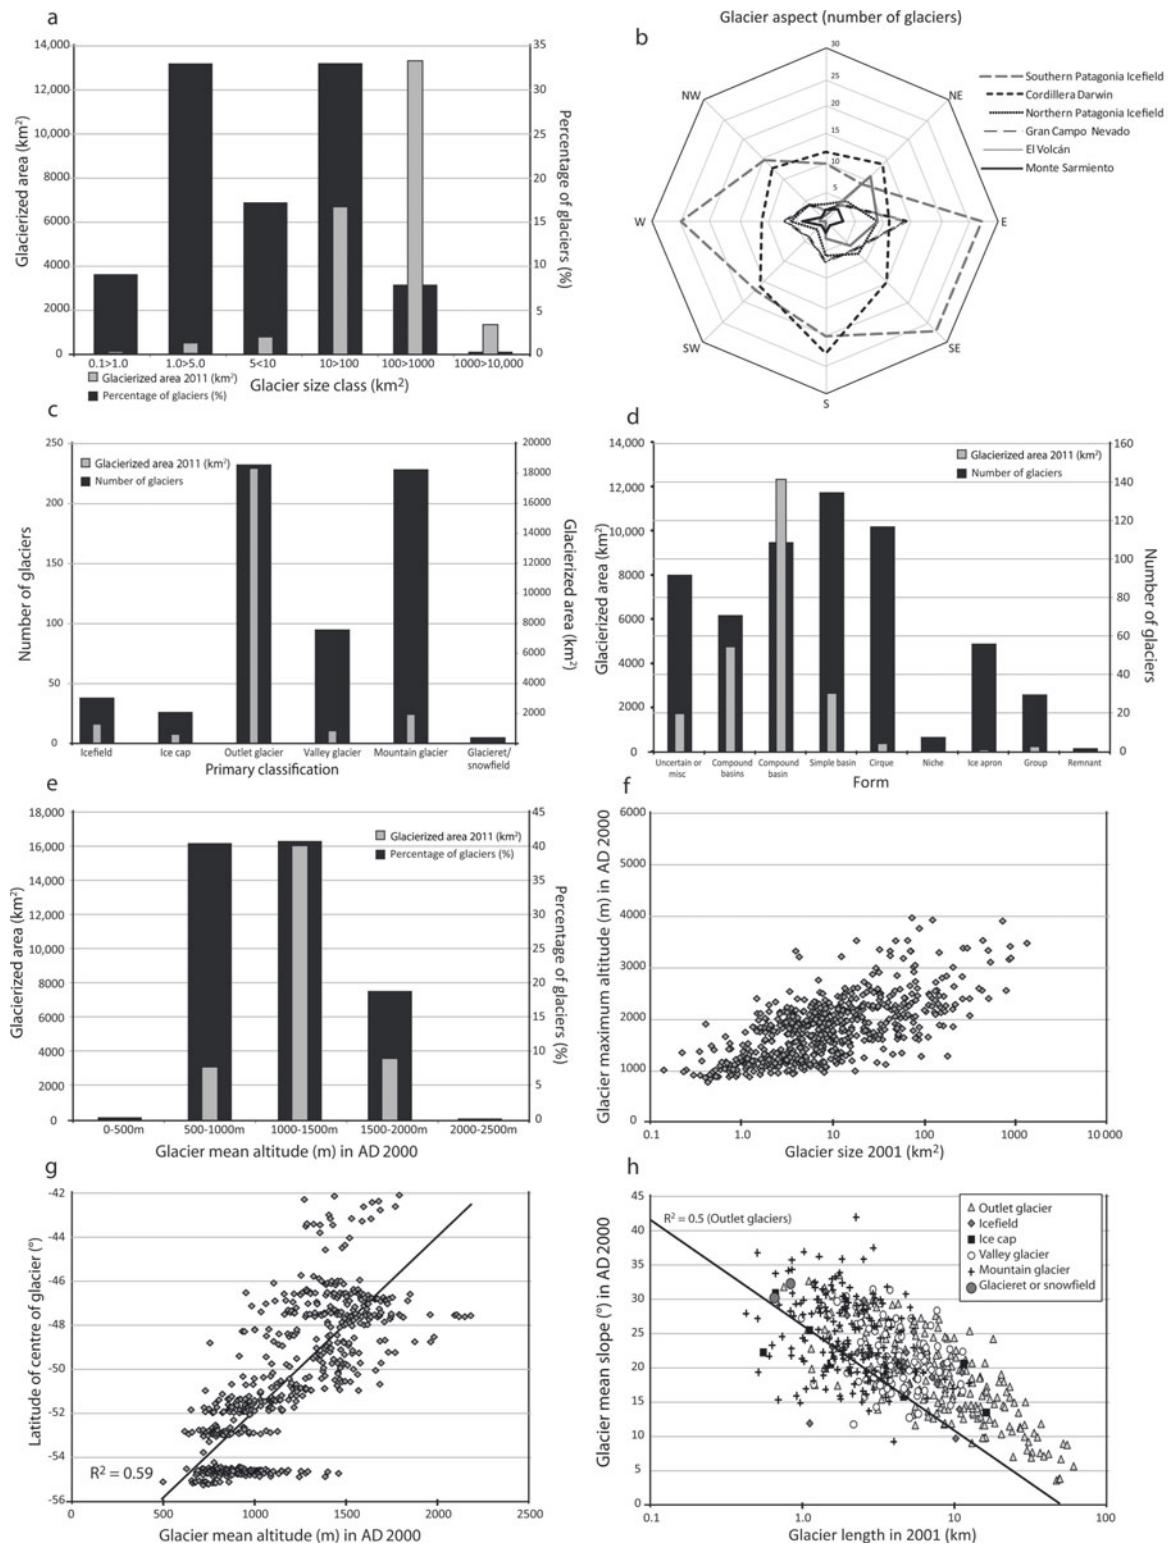 a
14,000
12,000
10,000
8000
6000
4000
2000
0
Glacierized area (km²)
35
30
25
20
15
10
5
0
Percentage of glaciers (%)
0.1>1.0
1.0>5.0
5<10
10>100
100>1000
1000>10,000
Glacierized area 2011 (km²)
Percentage of glaciers (%)
Glacier size class (km²)
b
Glacier aspect (number of glaciers)
30
25
20
15
10
5
NW
NE
W
E
SW
SE
S
Southern Patagonia Icefield
Cordillera Darwin
Northern Patagonia Icefield
Gran Campo Nevado
El Volcán
Monte Sarmiento
c
250
200
150
100
50
0
Number of glaciers
Glacierized area 2011 (km²)
Number of glaciers
20000
18000
16000
14000
12000
10000
8000
6000
4000
2000
0
Glacierized area (km²)
Icefield
Ice cap
Outlet glacier
Valley glacier
Mountain glacier
Glacieret/
snowfield
Primary classification
d
14,000
12,000
10,000
8000
6000
4000
2000
0
Glacierized area (km²)
Glacierized area 2011 (km²)
Number of glaciers
160
140
120
100
80
60
40
20
0
Number of glaciers
Uncertain or
misc
Compound
basins
Compound
basin
Simple basin
Cirque
Niche
Ice apron
Group
Remnant
Form
e
18,000
16,000
14,000
12,000
10,000
8000
6000
4000
2000
0
Glacierized area (km²)
Glacierized area 2011 (km²)
Percentage of glaciers (%)
45
40
35
30
25
20
15
10
5
0
Percentage of glaciers (%)
0-500m
500-1000m
1000-1500m
1500-2000m
2000-2500m
Glacier mean altitude (m) in AD 2000
f
6000
5000
4000
3000
2000
1000
0
Glacier maximum altitude (m) in AD 2000
0.1
1.0
10
100
1000
10 000
Glacier size 2001 (km²)
g
-42
-44
-46
-48
-50
-52
-54
-56
Latitude of centre of glacier (°)
R² = 0.59
0
500
1000
1500
2000
2500
Glacier mean altitude (m) in AD 2000
h
45
40
35
30
25
20
15
10
5
0
Glacier mean slope (°) in AD 2000
R² = 0.5 (Outlet glaciers)
Outlet glacier
Icefield
Ice cap
Valley glacier
Mountain glacier
Glacieret or snowfield
0.1
1.0
10
100
Glacier length in 2001 (km)